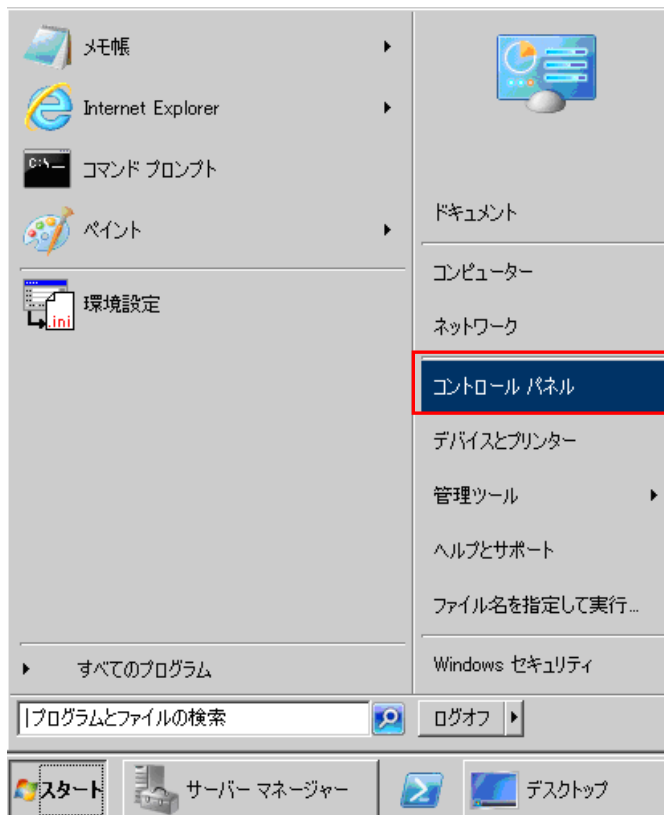 メモ帳
Internet Explorer
C:\
コマンド プロンプト
ペイント
.ini
環境設定
すべてのプログラム
プログラムとファイルの検索
ドキュメント
コンピューター
ネットワーク
コントロール パネル
デバイスとプリンター
管理ツール
ヘルプとサポート
ファイル名を指定して実行...
Windows セキュリティ
ログオフ
スタート
サーバー マネージャー
デスクトップ